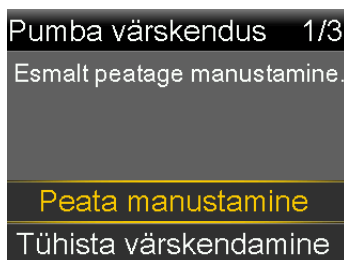 Pumba värskendus 1/3
Esmalt peatage manustamine.
Peata manustamine
Tühista värskendamine